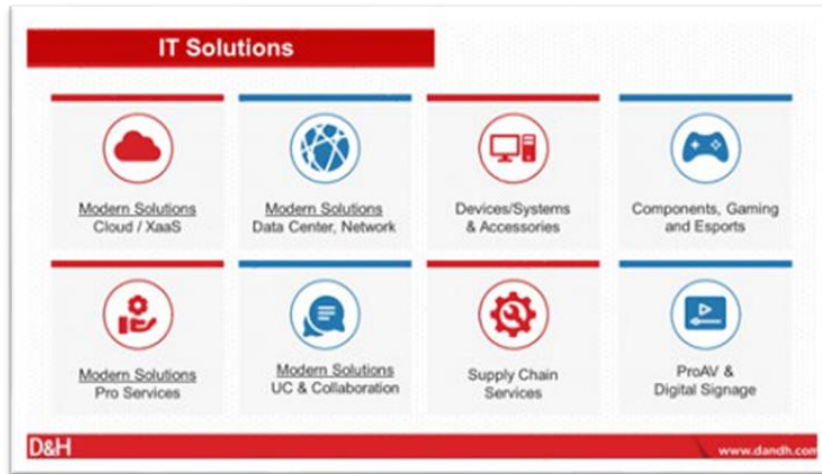 IT Solutions
Modern Solutions
Cloud / XaaS
Modern Solutions
Data Center, Network
Devices/Systems
& Accessories
Components, Gaming
and Esports
Modern Solutions
Pro Services
Modern Solutions
UC & Collaboration
Supply Chain
Services
ProAV &
Digital Signage
D&H
www.dandh.com